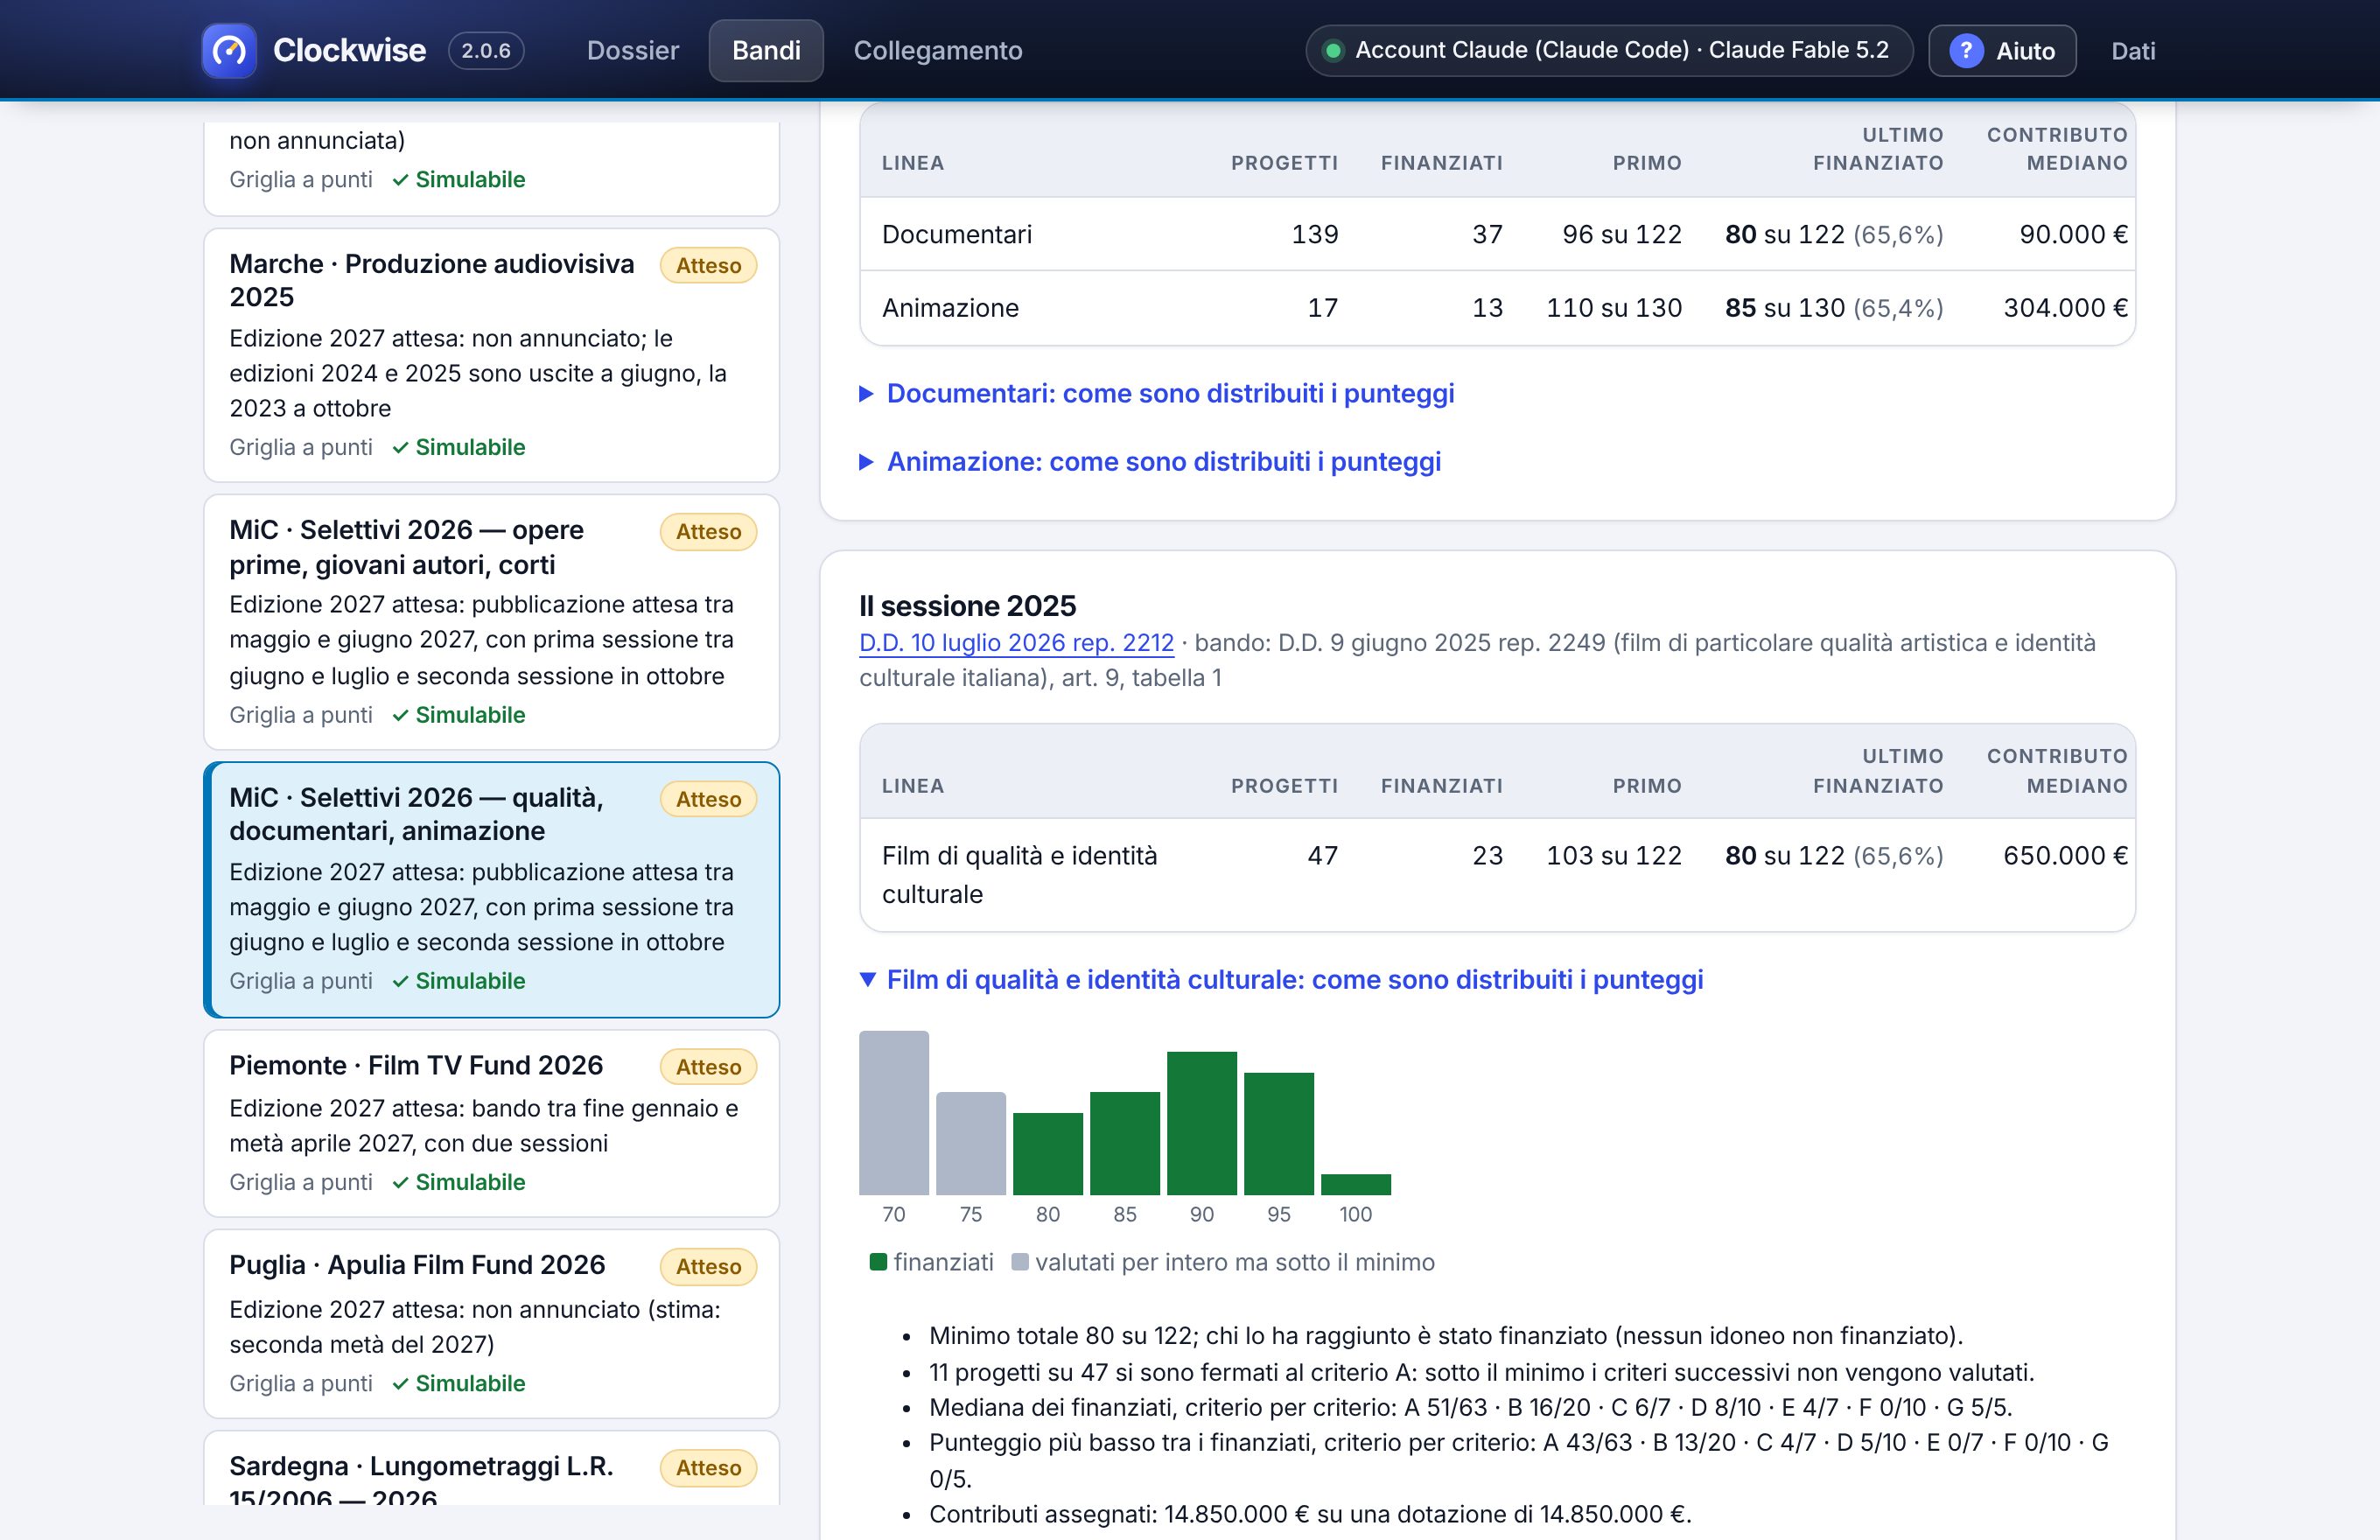 Clockwise 2.0.6 Dossier Bandi Collegamento Account Claude (Claude Code) · Claude Fable 5.2 ? Aiuto Dati
non annunciata)
Griglia a punti ✓ Simulabile
Marche · Produzione audiovisiva
2025
Atteso
Edizione 2027 attesa: non annunciato; le
edizioni 2024 e 2025 sono uscite a giugno, la
2023 a ottobre
Griglia a punti ✓ Simulabile
MiC · Selettivi 2026 — opere
prime, giovani autori, corti
Atteso
Edizione 2027 attesa: pubblicazione attesa tra
maggio e giugno 2027, con prima sessione tra
giugno e luglio e seconda sessione in ottobre
Griglia a punti ✓ Simulabile
MiC · Selettivi 2026 — qualità,
documentari, animazione
Atteso
Edizione 2027 attesa: pubblicazione attesa tra
maggio e giugno 2027, con prima sessione tra
giugno e luglio e seconda sessione in ottobre
Griglia a punti ✓ Simulabile
Piemonte · Film TV Fund 2026
Atteso
Edizione 2027 attesa: bando tra fine gennaio e
metà aprile 2027, con due sessioni
Griglia a punti ✓ Simulabile
Puglia · Apulia Film Fund 2026
Atteso
Edizione 2027 attesa: non annunciato (stima:
seconda metà del 2027)
Griglia a punti ✓ Simulabile
Sardegna · Lungometraggi L.R.
15/2006 — 2026
Atteso
LINEA PROGETTI FINANZIATI PRIMO ULTIMO FINANZIATO CONTRIBUTO MEDIANO
Documentari 139 37 96 su 122 80 su 122 (65,6%) 90.000 €
Animazione 17 13 110 su 130 85 su 130 (65,4%) 304.000 €
▶ Documentari: come sono distribuiti i punteggi
▶ Animazione: come sono distribuiti i punteggi
II sessione 2025
D.D. 10 luglio 2026 rep. 2212 · bando: D.D. 9 giugno 2025 rep. 2249 (film di particolare qualità artistica e identità
culturale italiana), art. 9, tabella 1
LINEA PROGETTI FINANZIATI PRIMO ULTIMO FINANZIATO CONTRIBUTO MEDIANO
Film di qualità e identità
culturale
47 23 103 su 122 80 su 122 (65,6%) 650.000 €
▼ Film di qualità e identità culturale: come sono distribuiti i punteggi
70 75 80 85 90 95 100
finanziati valutati per intero ma sotto il minimo
• Minimo totale 80 su 122; chi lo ha raggiunto è stato finanziato (nessun idoneo non finanziato).
• 11 progetti su 47 si sono fermati al criterio A: sotto il minimo i criteri successivi non vengono valutati.
• Mediana dei finanziati, criterio per criterio: A 51/63 · B 16/20 · C 6/7 · D 8/10 · E 4/7 · F 0/10 · G 5/5.
• Punteggio più basso tra i finanziati, criterio per criterio: A 43/63 · B 13/20 · C 4/7 · D 5/10 · E 0/7 · F 0/10 · G
0/5.
• Contributi assegnati: 14.850.000 € su una dotazione di 14.850.000 €.